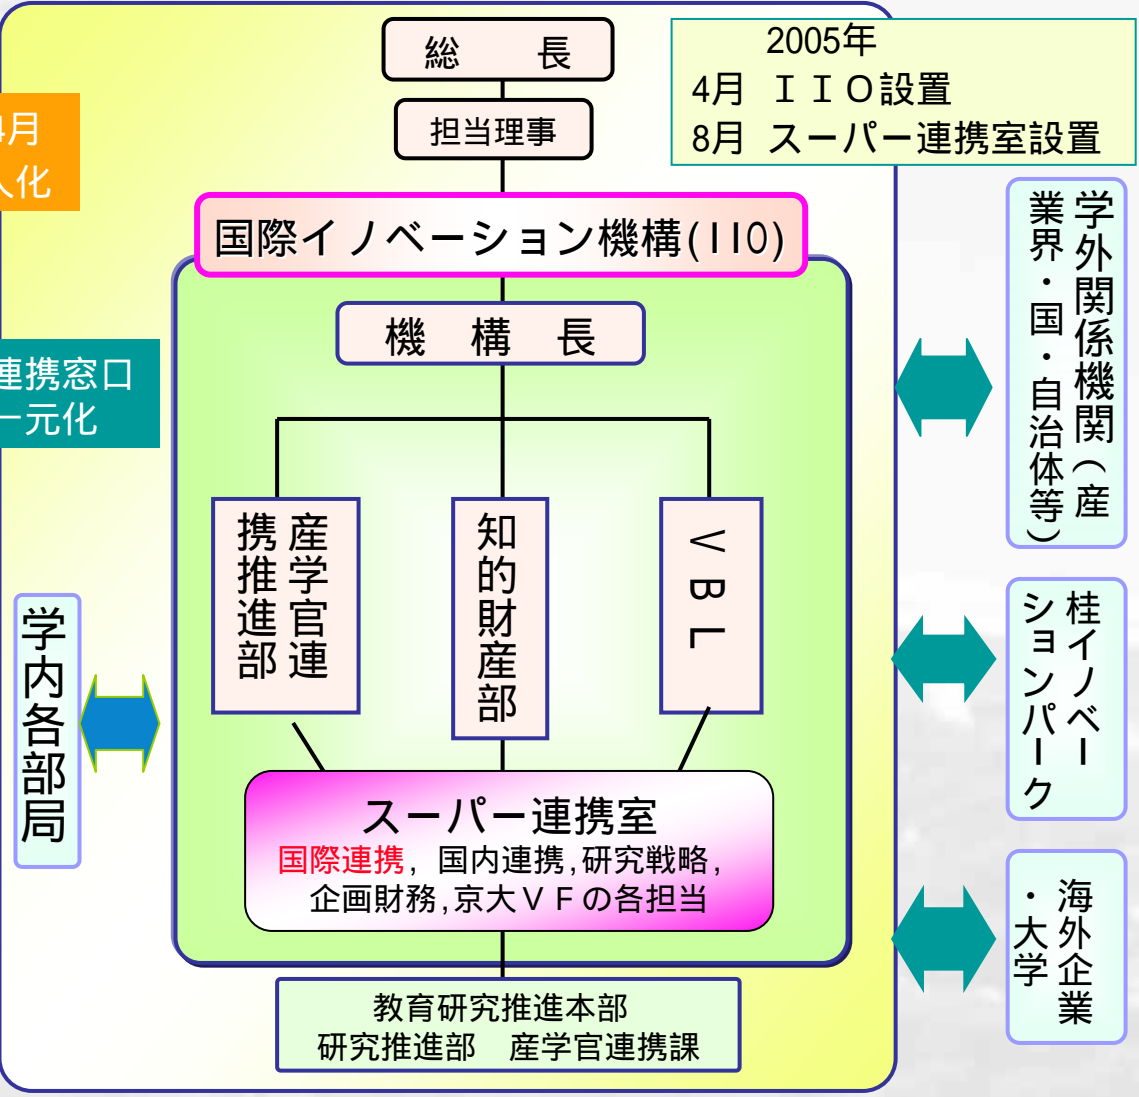 総 長
担当理事
2005年
4月 ＩＩＯ設置
8月 スーパー連携室設置
4月
人化
国際イノベーション機構(IIO)
機 構 長
連携窓口
一元化
産学官連
携推進部
知的財産部
ＶＢＬ
スーパー連携室
国際連携, 国内連携,研究戦略,
企画財務,京大ＶＦの各担当
教育研究推進本部
研究推進部 産学官連携課
学内各部局
学外関係機関（産
業界・国・自治体等）
桂イノベー
ションパーク
海外企業
・大学